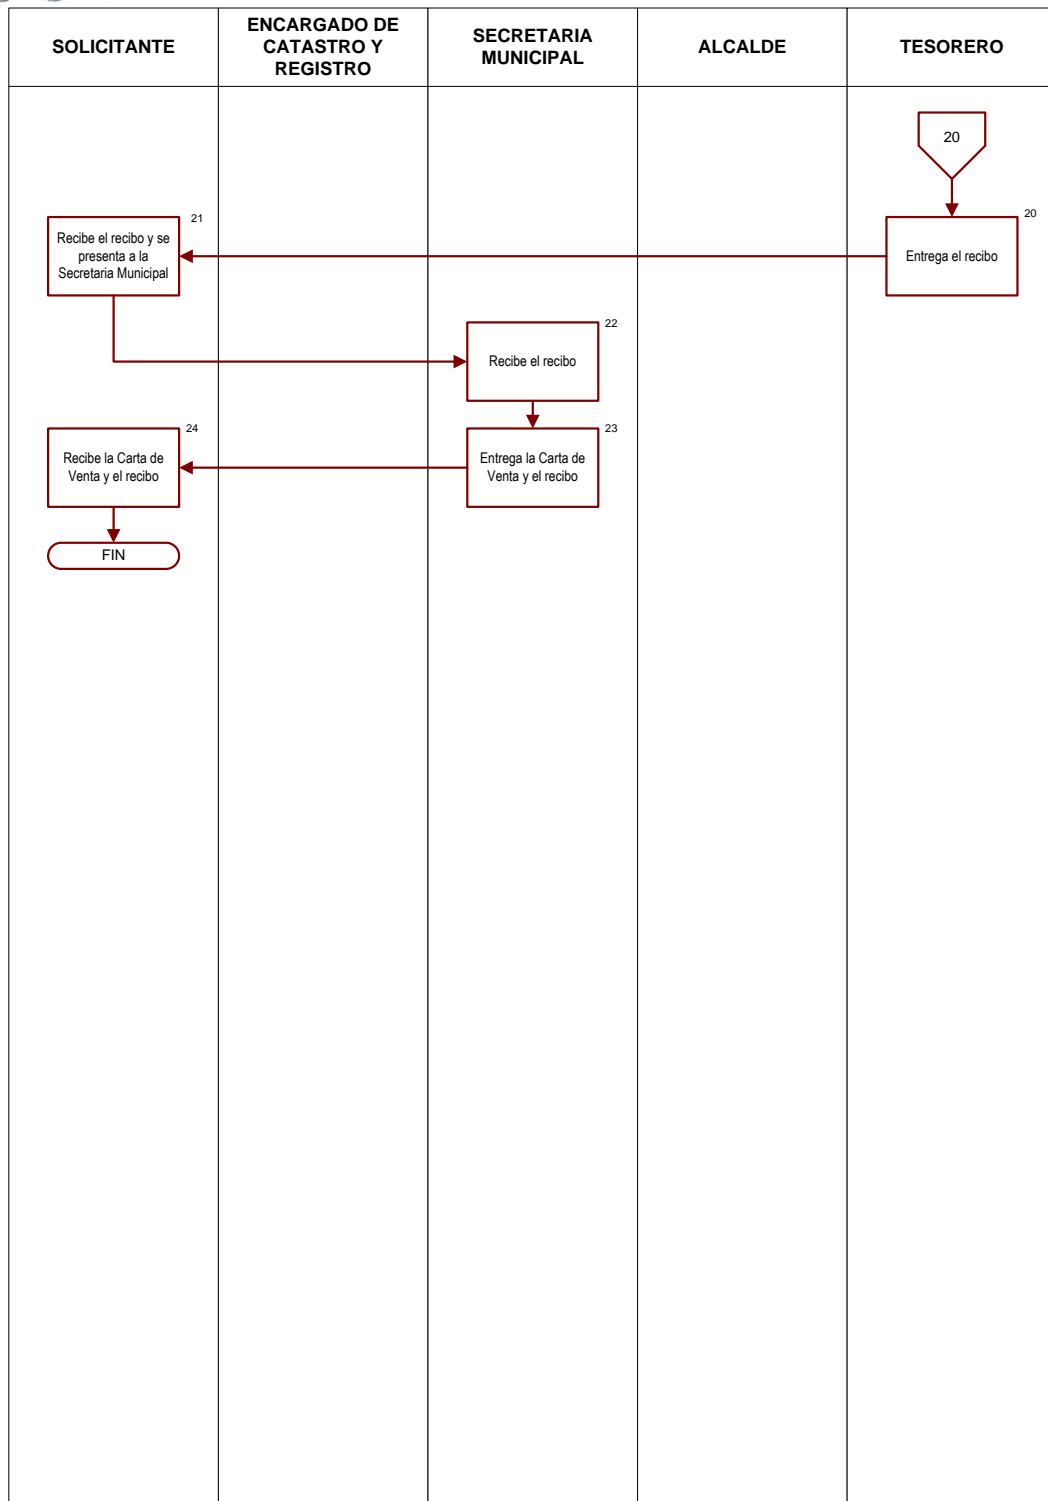 SOLICITANTE
ENCARGADO DE
CATASTRO Y
REGISTRO
SECRETARIA
MUNICIPAL
ALCALDE
TESORERO
20
20
Entrega el recibo
21
Recibe el recibo y se
presenta a la
Secretaria Municipal
22
Recibe el recibo
23
Entrega la Carta de
Venta y el recibo
24
Recibe la Carta de
Venta y el recibo
FIN